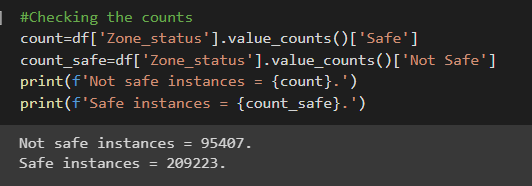 #Checking the counts
count=df['Zone_status'].value_counts()['Safe']
count_safe=df['Zone_status'].value_counts()['Not Safe']
print(f'Not safe instances = {count}.')
print(f'Safe instances = {count_safe}.')
Not safe instances = 95407.
Safe instances = 209223.